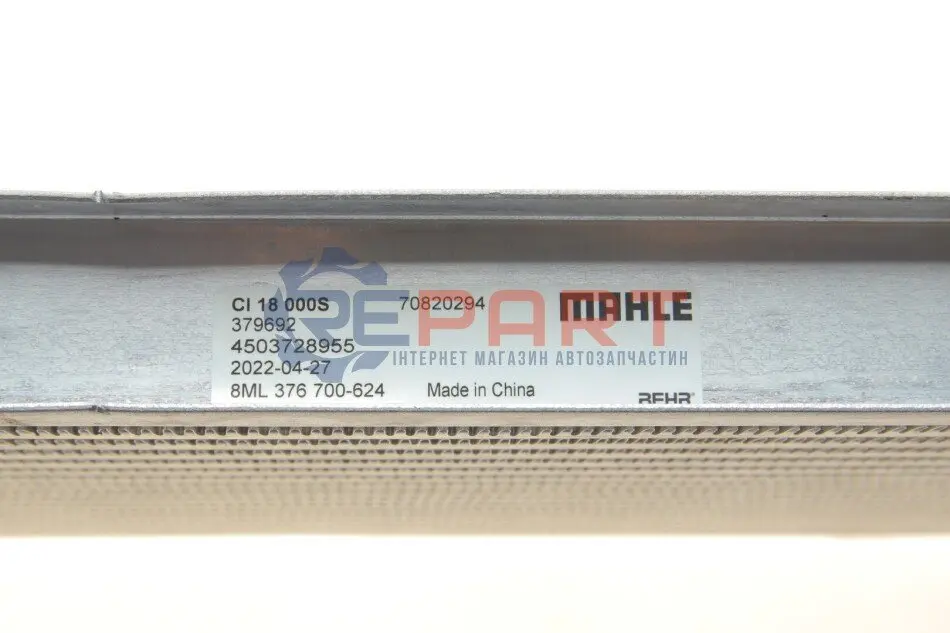 CI 18 000S 70820294 MAHLE
379692
4503728955
2022-04-27
8ML 376 700-624 Made in China BEHR®
REPART
ІНТЕРНЕТ МАГАЗИН АВТОЗАПЧАСТИН